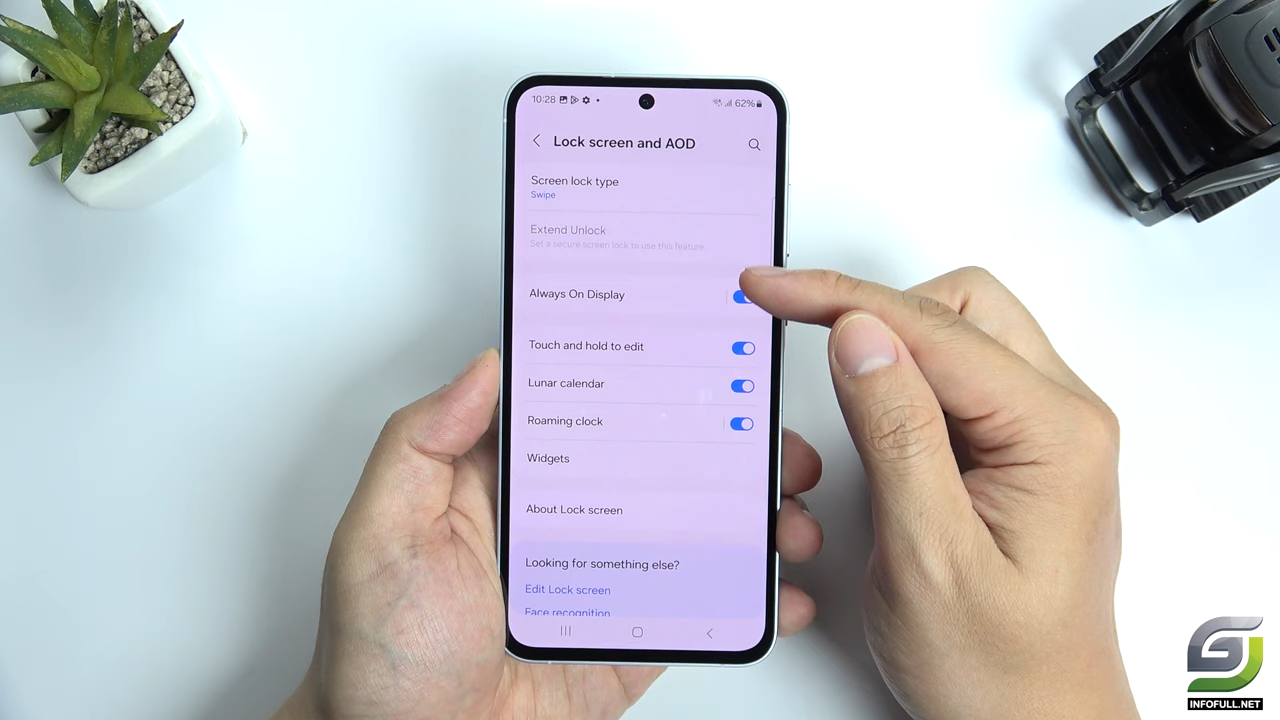 10:28 62%
Lock screen and AOD
Screen lock type
Swipe
Extend Unlock
Set a secure screen lock to use this feature.
Always On Display
Touch and hold to edit
Lunar calendar
Roaming clock
Widgets
About Lock screen
Looking for something else?
Edit Lock screen
Face recognition
INFOFULL.NET